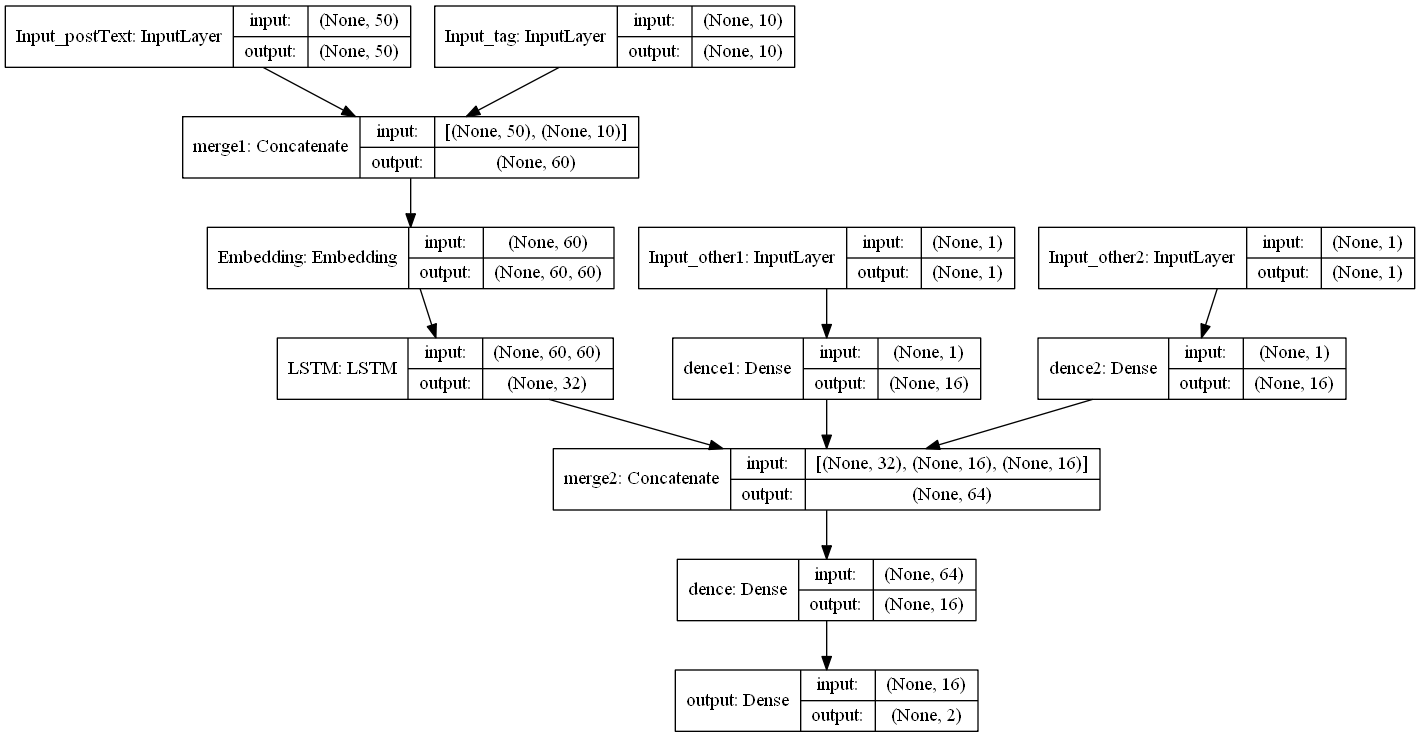 Input_postText: InputLayer
input: (None, 50)
output: (None, 50)
Input_tag: InputLayer
input: (None, 10)
output: (None, 10)
merge1: Concatenate
input: [(None, 50), (None, 10)]
output: (None, 60)
Embedding: Embedding
input: (None, 60)
output: (None, 60, 60)
Input_other1: InputLayer
input: (None, 1)
output: (None, 1)
Input_other2: InputLayer
input: (None, 1)
output: (None, 1)
LSTM: LSTM
input: (None, 60, 60)
output: (None, 32)
dence1: Dense
input: (None, 1)
output: (None, 16)
dence2: Dense
input: (None, 1)
output: (None, 16)
merge2: Concatenate
input: [(None, 32), (None, 16), (None, 16)]
output: (None, 64)
dence: Dense
input: (None, 64)
output: (None, 16)
output: Dense
input: (None, 16)
output: (None, 2)